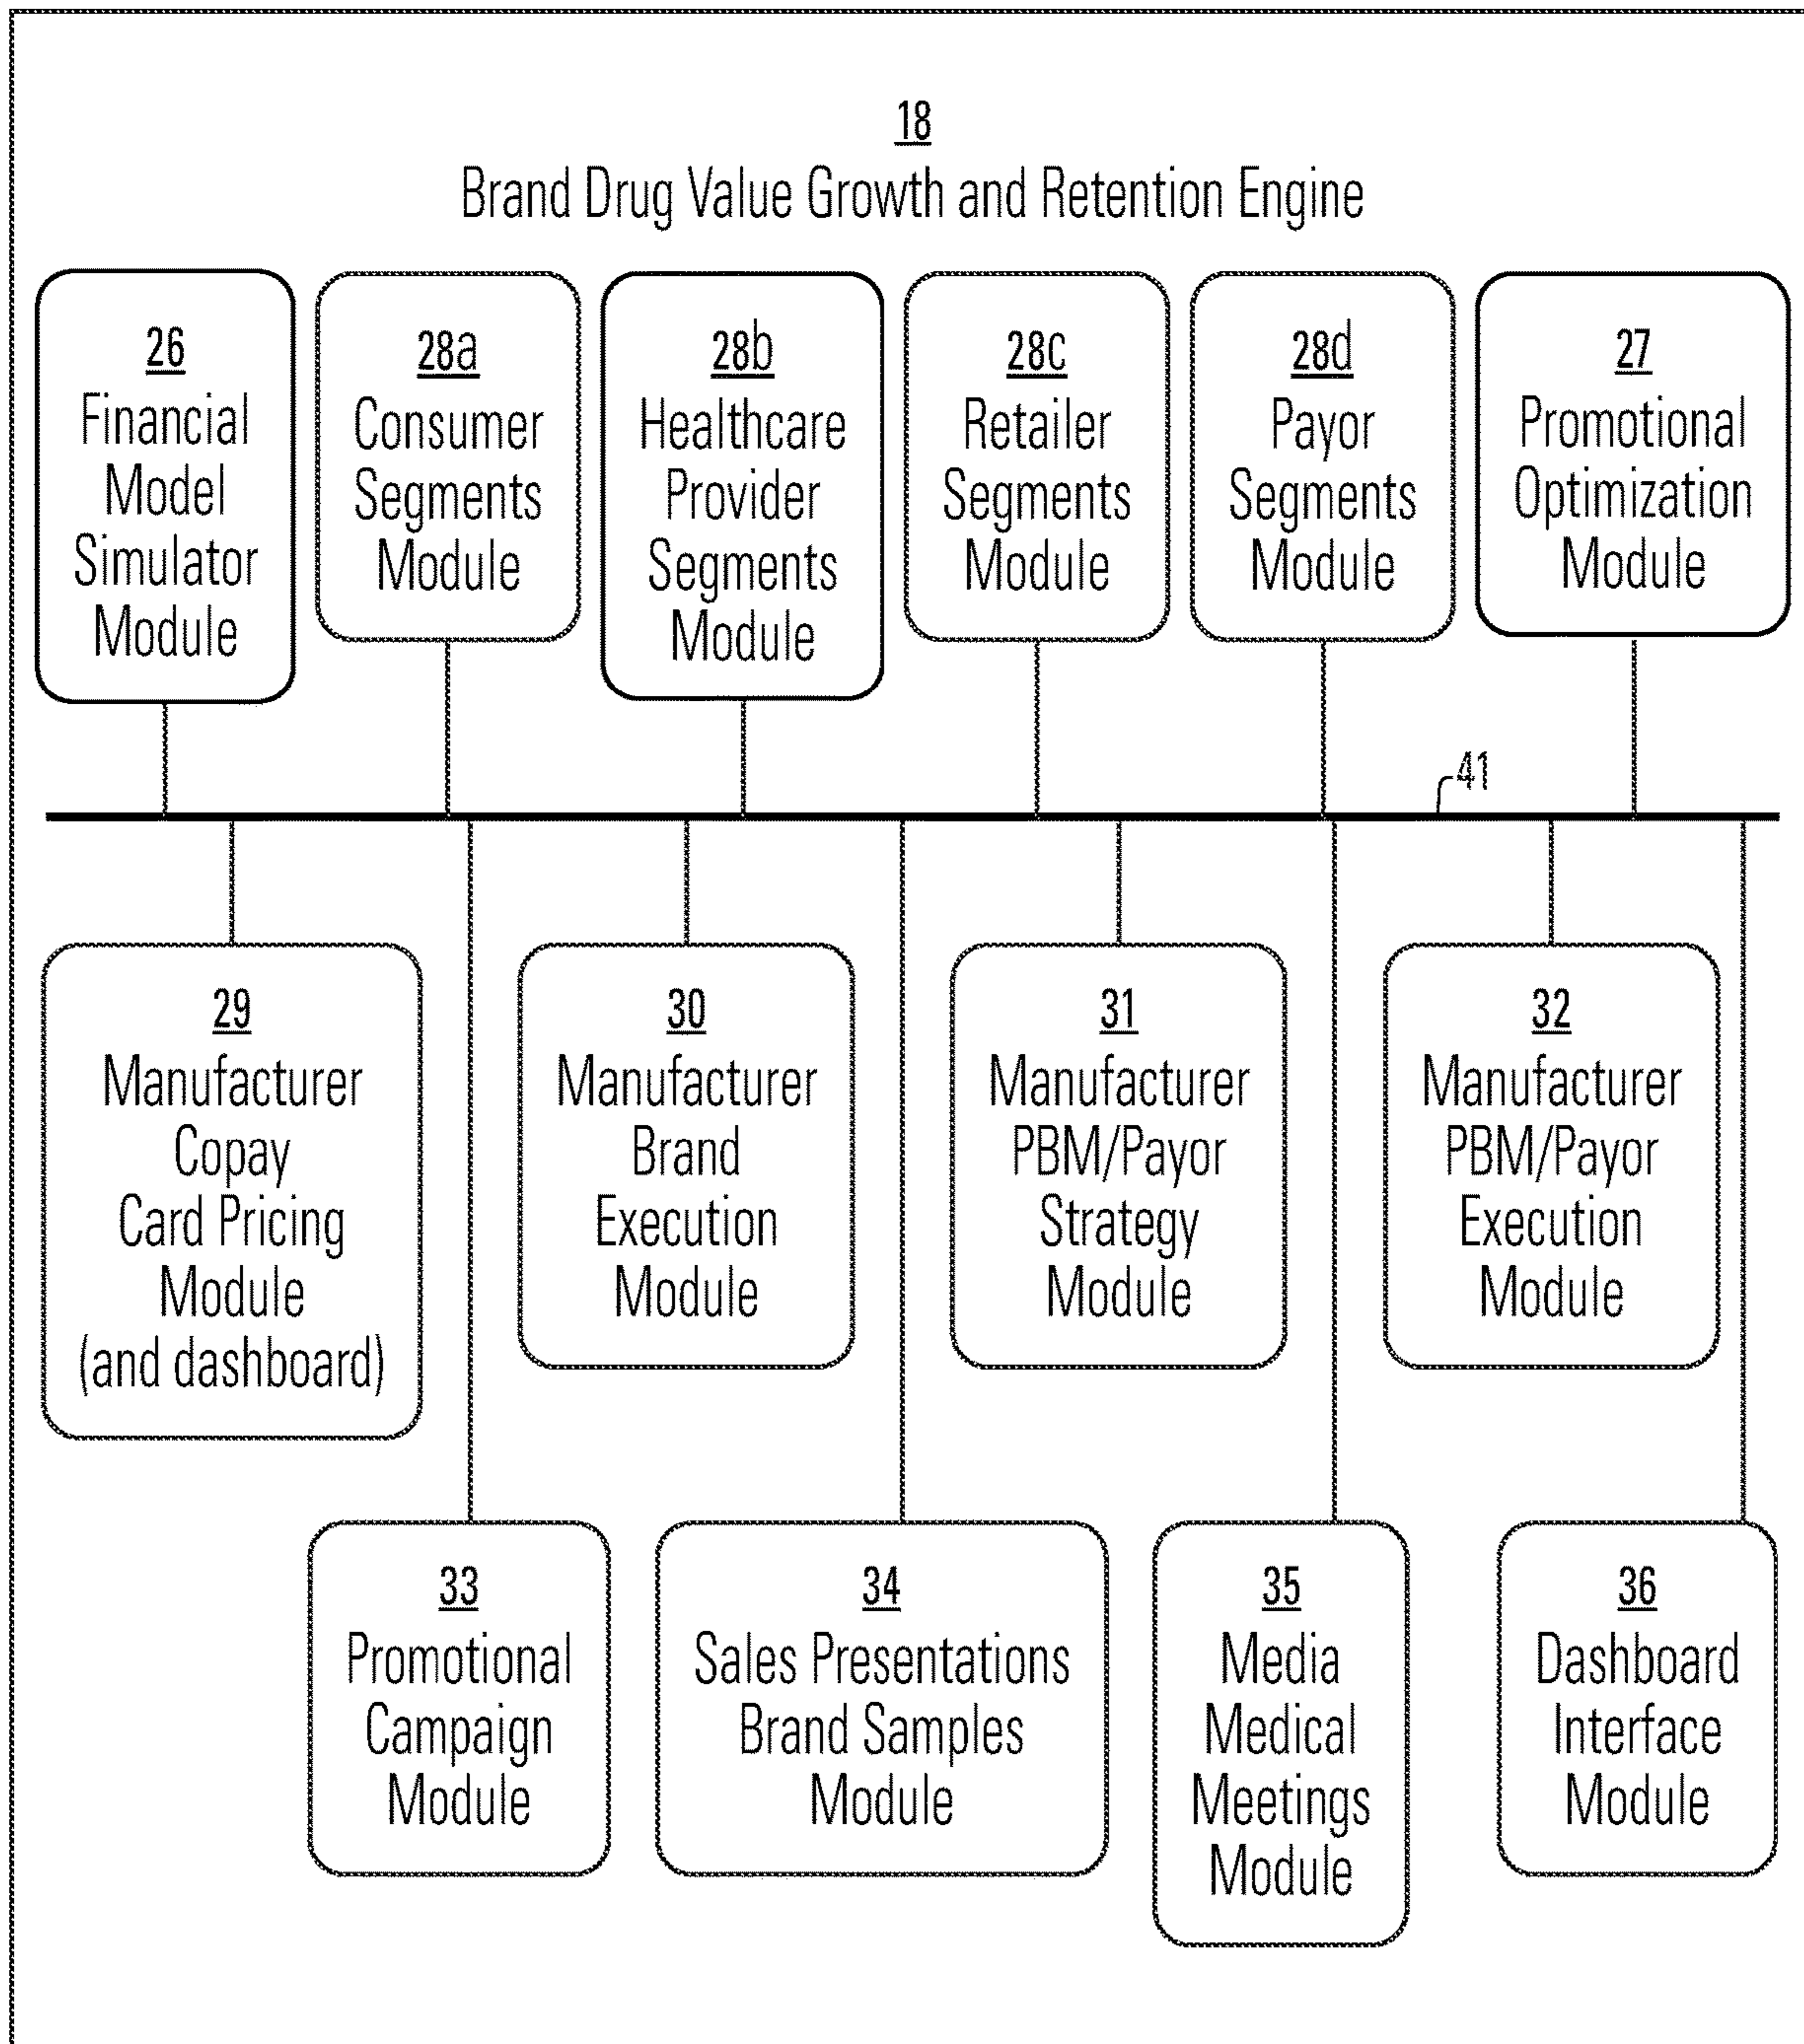 18
Brand Drug Value Growth and Retention Engine
26
Financial
Model
Simulator
Module
28a
Consumer
Segments
Module
28b
Healthcare
Provider
Segments
Module
28c
Retailer
Segments
Module
28d
Payor
Segments
Module
27
Promotional
Optimization
Module
41
29
Manufacturer
Copay
Card Pricing
Module
(and dashboard)
30
Manufacturer
Brand
Execution
Module
31
Manufacturer
PBM/Payor
Strategy
Module
32
Manufacturer
PBM/Payor
Execution
Module
33
Promotional
Campaign
Module
34
Sales Presentations
Brand Samples
Module
35
Media
Medical
Meetings
Module
36
Dashboard
Interface
Module